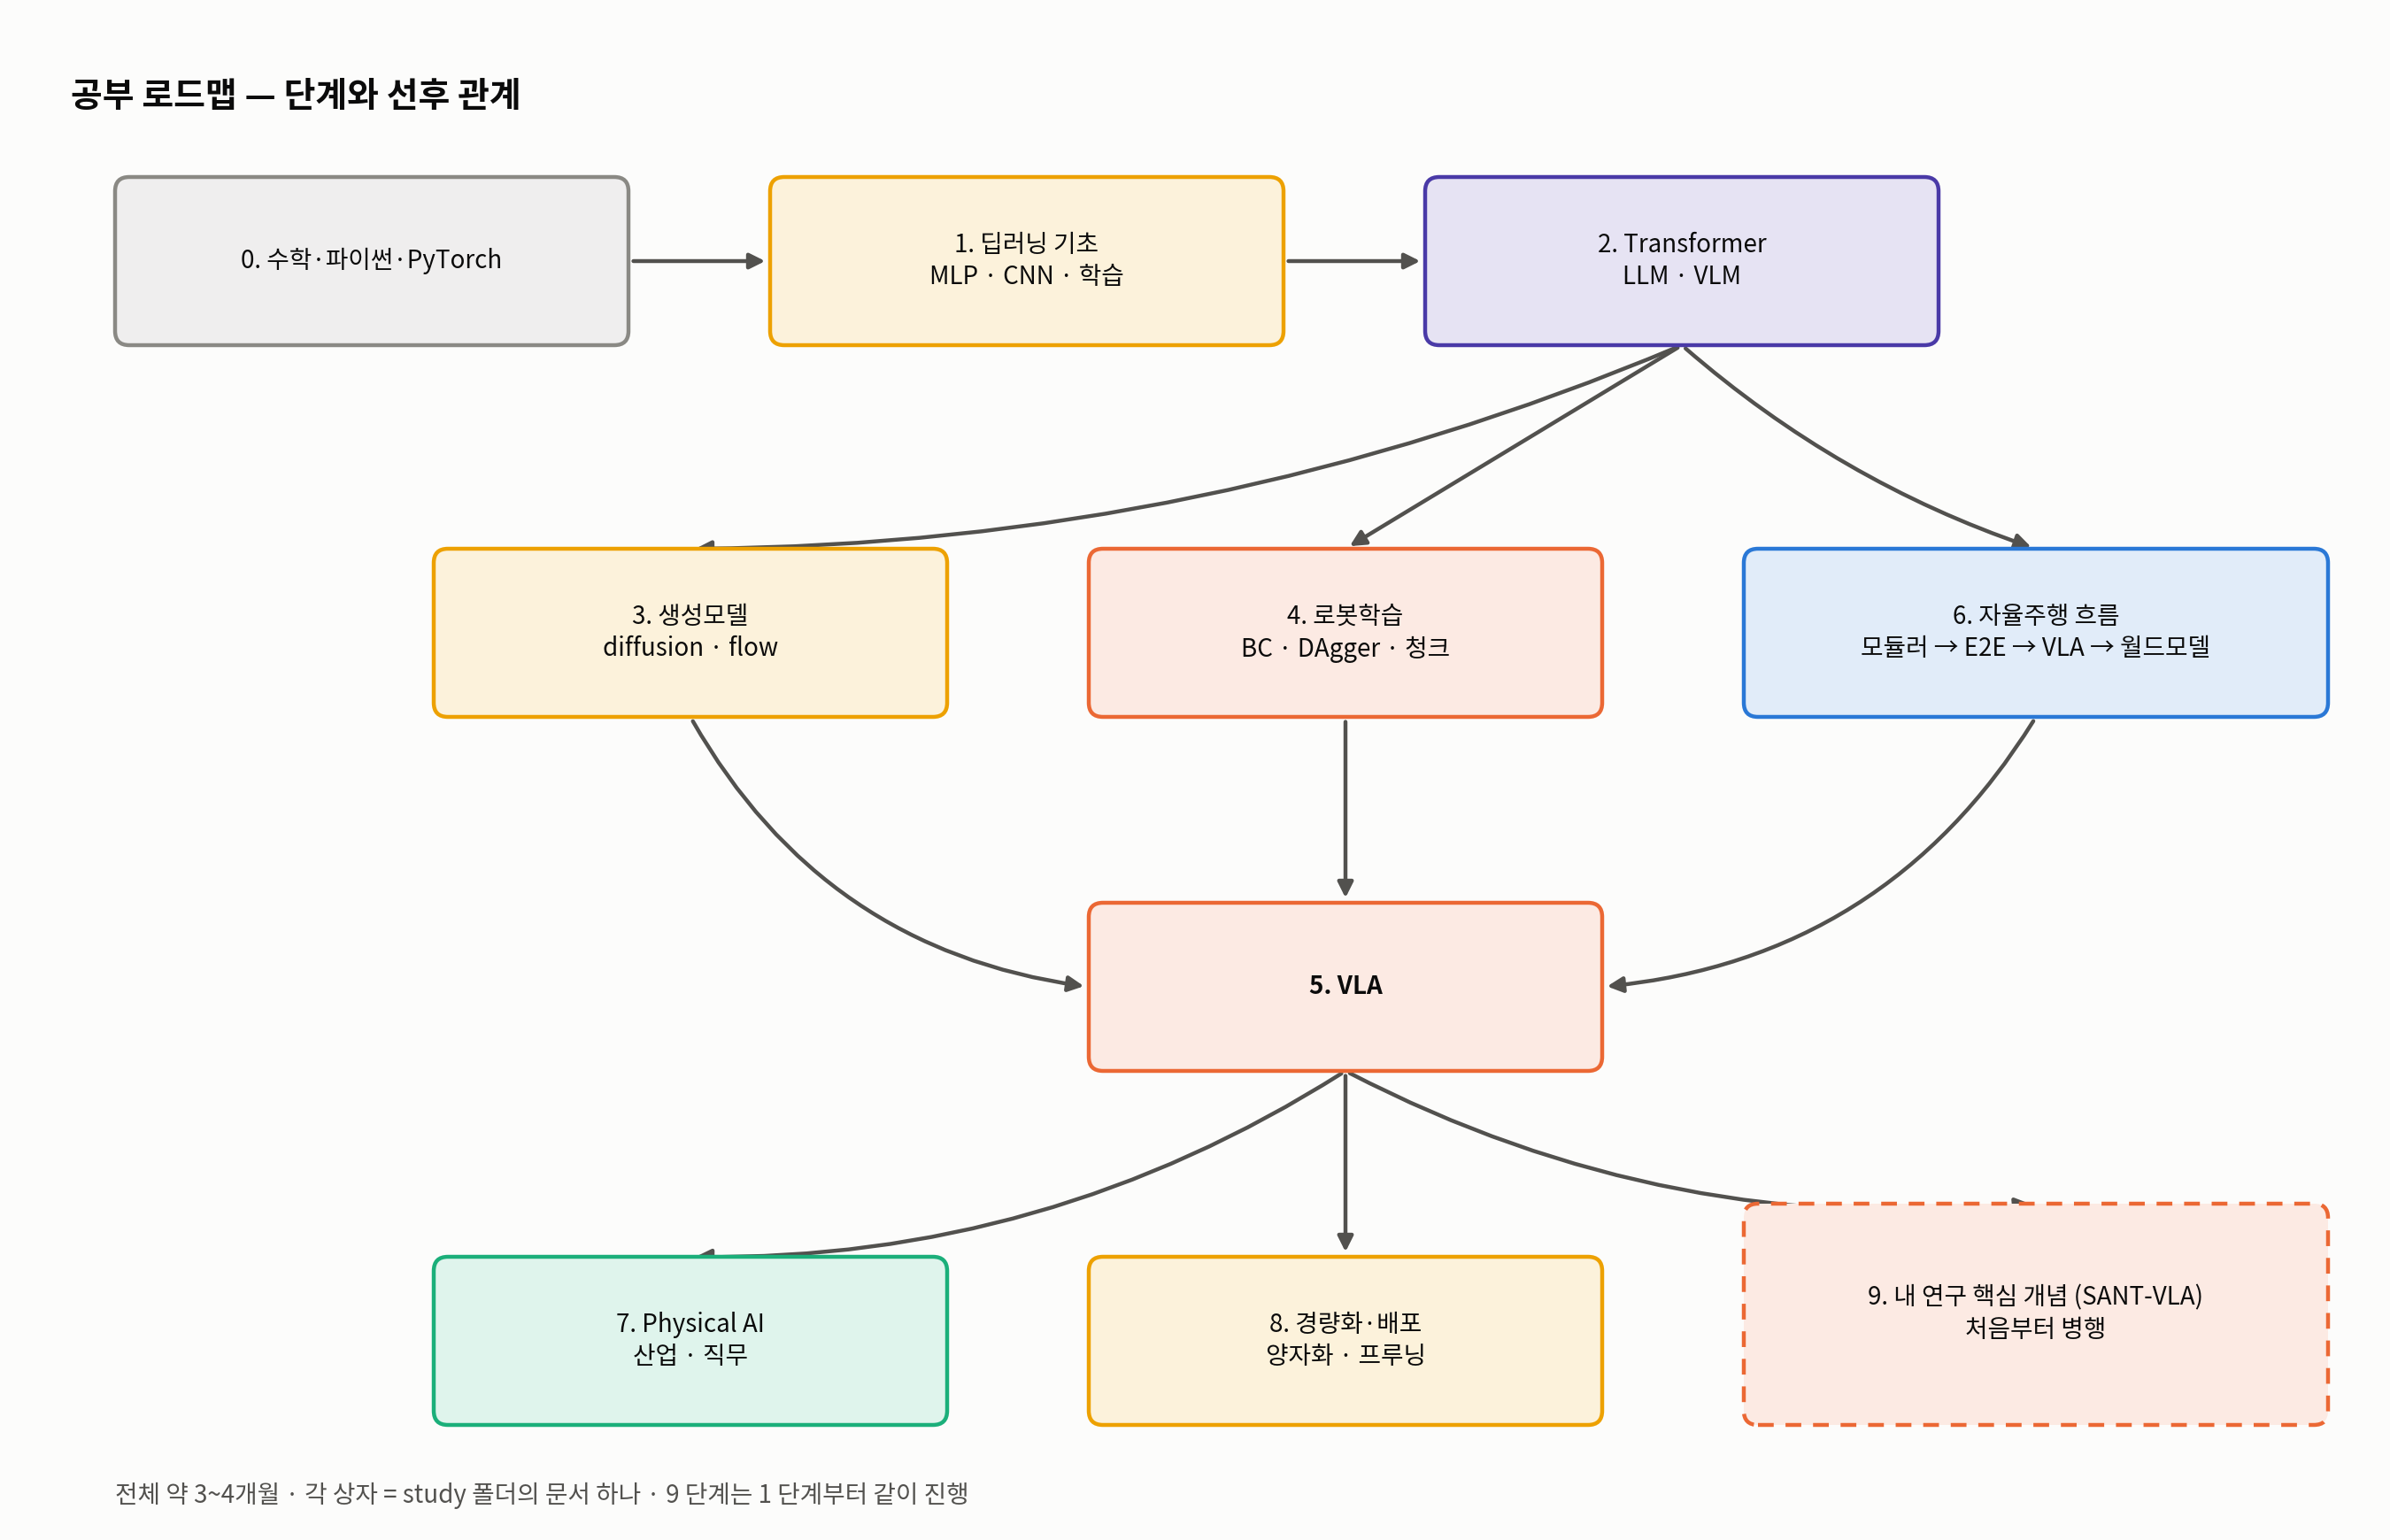 공부 로드맵 — 단계와 선후 관계
0. 수학·파이썬·PyTorch
1. 딥러닝 기초
MLP · CNN · 학습
2. Transformer
LLM · VLM
3. 생성모델
diffusion · flow
4. 로봇학습
BC · DAgger · 청크
6. 자율주행 흐름
모듈러 → E2E → VLA → 월드모델
5. VLA
7. Physical AI
산업 · 직무
8. 경량화·배포
양자화 · 프루닝
9. 내 연구 핵심 개념 (SANT-VLA)
처음부터 병행
전체 약 3~4개월 · 각 상자 = study 폴더의 문서 하나 · 9 단계는 1 단계부터 같이 진행